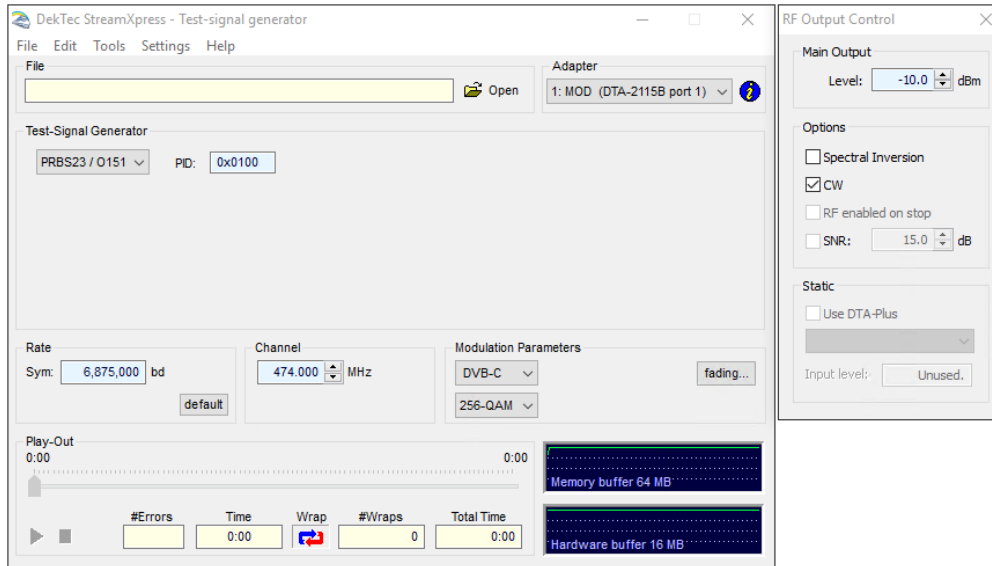 DekTec StreamXpress - Test-signal generator
File Edit Tools Settings Help
File
Open
Adapter
1: MOD (DTA-2115B port 1)
Test-Signal Generator
PRBS23 / O151 PID: 0x0100
Rate
Sym: 6,875,000 bd
default
Channel
474.000 MHz
Modulation Parameters
DVB-C
fading...
256-QAM
Play-Out
0:00 0:00
#Errors Time Wrap #Wraps Total Time
0:00 0 0:00
Memory buffer 64 MB
Hardware buffer 16 MB
RF Output Control
Main Output
Level: -10.0 dBm
Options
Spectral Inversion
CW
RF enabled on stop
SNR: 15.0 dB
Static
Use DTA-Plus
Input level: Unused.